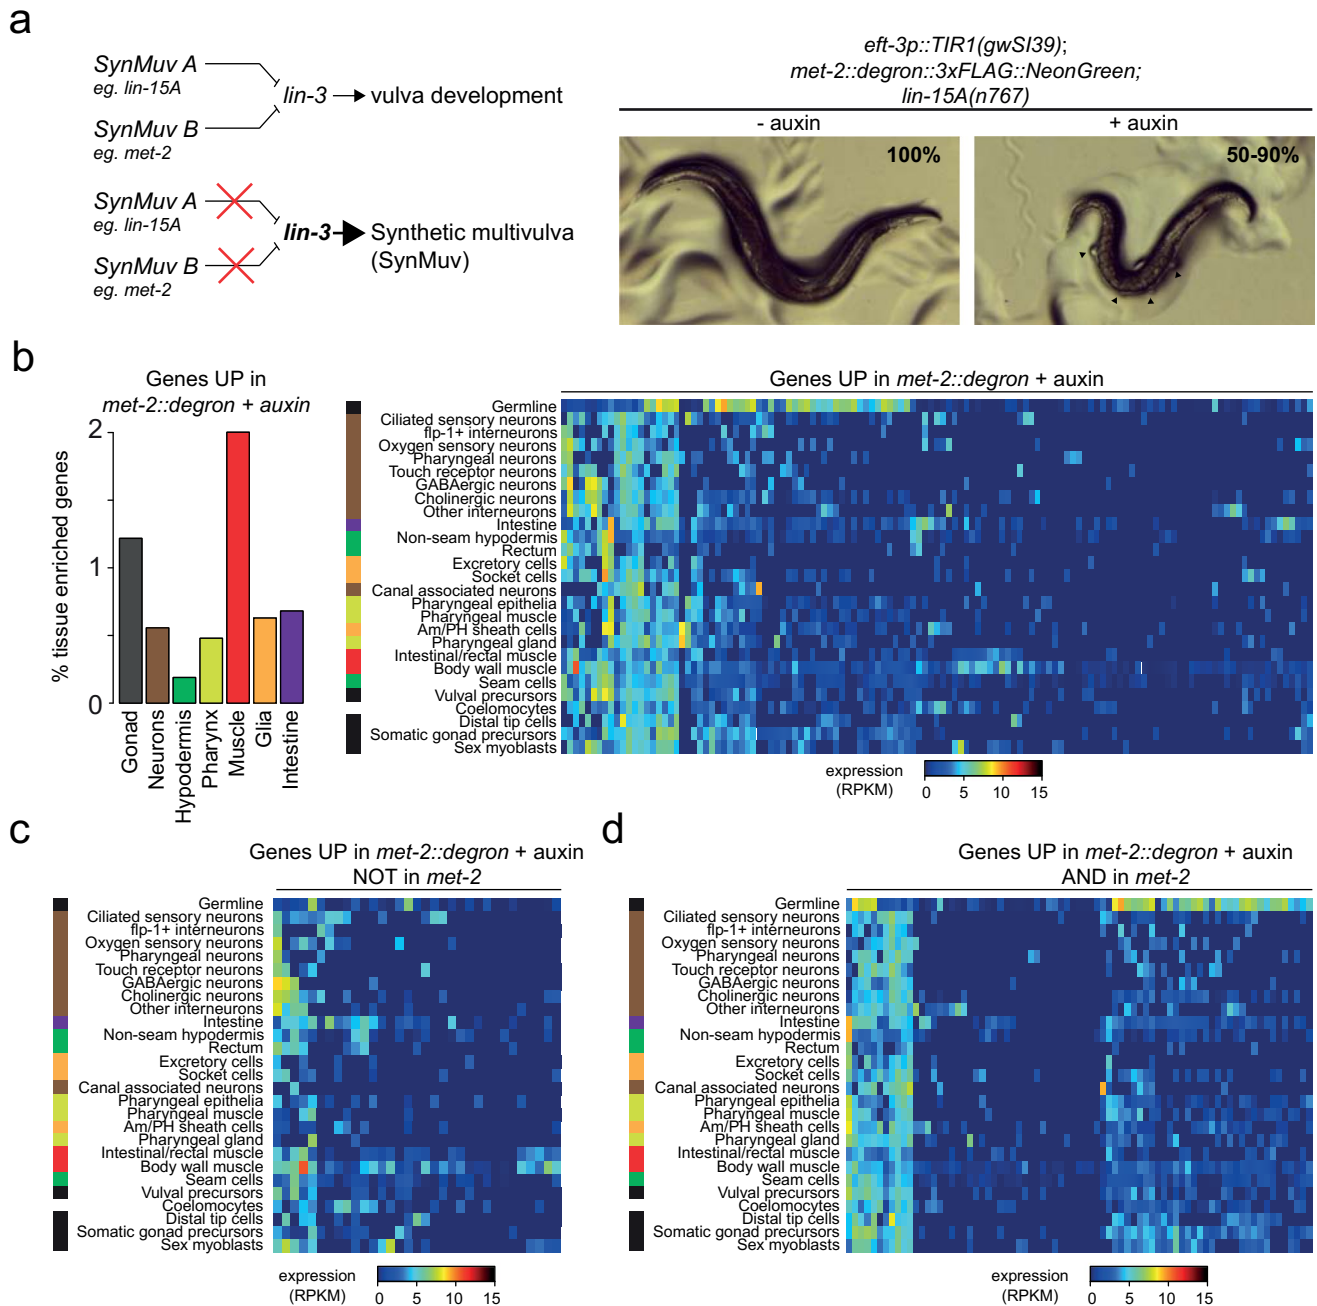 a
SynMuv A
eg. lin-15A
SynMuv B
eg. met-2
lin-3
vulva development
SynMuv A
eg. lin-15A
SynMuv B
eg. met-2
lin-3
Synthetic multivulva
(SynMuv)
eft-3p::TIR1(gwSI39);
met-2::degron::3xFLAG::NeonGreen;
lin-15A(n767)
- auxin
+ auxin
100%
50-90%
b
Genes UP in
met-2::degron + auxin
% tissue enriched genes
2
1
0
Gonad
Neurons
Hypodermis
Pharynx
Muscle
Glia
Intestine
Genes UP in met-2::degron + auxin
Germline
Ciliated sensory neurons
flp-1+ interneurons
Oxygen sensory neurons
Pharyngeal neurons
Touch receptor neurons
GABAergic neurons
Cholinergic neurons
Other interneurons
Intestine
Non-seam hypodermis
Rectum
Excretory cells
Socket cells
Canal associated neurons
Pharyngeal epithelia
Pharyngeal muscle
Am/PH sheath cells
Pharyngeal gland
Intestinal/rectal muscle
Body wall muscle
Seam cells
Vulval precursors
Coelomocytes
Distal tip cells
Somatic gonad precursors
Sex myoblasts
expression
(RPKM)
0 5 10 15
c
Genes UP in met-2::degron + auxin
NOT in met-2
Germline
Ciliated sensory neurons
flp-1+ interneurons
Oxygen sensory neurons
Pharyngeal neurons
Touch receptor neurons
GABAergic neurons
Cholinergic neurons
Other interneurons
Intestine
Non-seam hypodermis
Rectum
Excretory cells
Socket cells
Canal associated neurons
Pharyngeal epithelia
Pharyngeal muscle
Am/PH sheath cells
Pharyngeal gland
Intestinal/rectal muscle
Body wall muscle
Seam cells
Vulval precursors
Coelomocytes
Distal tip cells
Somatic gonad precursors
Sex myoblasts
expression
(RPKM)
0 5 10 15
d
Genes UP in met-2::degron + auxin
AND in met-2
Germline
Ciliated sensory neurons
flp-1+ interneurons
Oxygen sensory neurons
Pharyngeal neurons
Touch receptor neurons
GABAergic neurons
Cholinergic neurons
Other interneurons
Intestine
Non-seam hypodermis
Rectum
Excretory cells
Socket cells
Canal associated neurons
Pharyngeal epithelia
Pharyngeal muscle
Am/PH sheath cells
Pharyngeal gland
Intestinal/rectal muscle
Body wall muscle
Seam cells
Vulval precursors
Coelomocytes
Distal tip cells
Somatic gonad precursors
Sex myoblasts
expression
(RPKM)
0 5 10 15